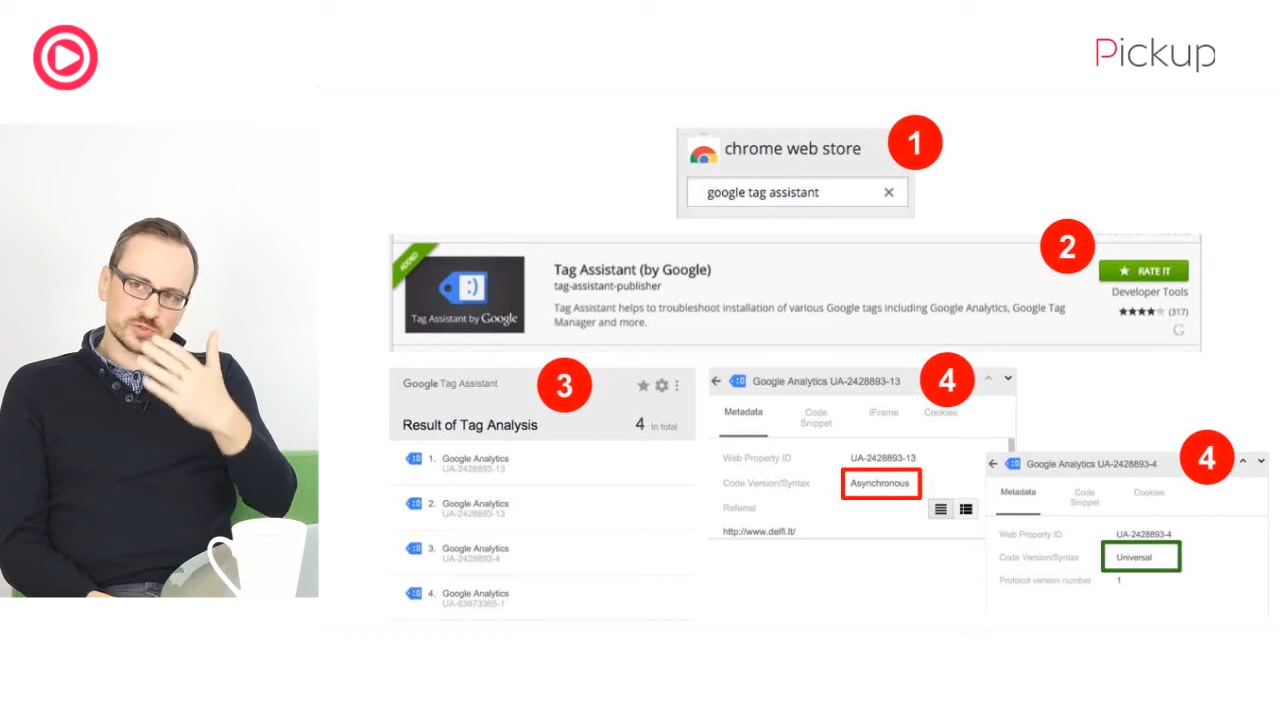 Pickup
1
chrome web store
google tag assistant
2
ADDED
Tag Assistant by Google
Tag Assistant (by Google)
tag-assistant-publisher
Tag Assistant helps to troubleshoot installation of various Google tags including Google Analytics, Google Tag
Manager and more.
RATE IT
Developer Tools
(317)
G
Google Tag Assistant
3
Result of Tag Analysis
4 In total
1. Google Analytics
UA-2428893-13
2. Google Analytics
UA-2428893-13
3. Google Analytics
UA-2428893-4
4. Google Analytics
UA-63673365-1
Google Analytics UA-2428893-13
4
Metadata
Code
Snippet
IFrame
Cookies
Web Property ID UA-2428893-13
Code Version/Syntax Asynchronous
Referral
http://www.delfi.lt/
Google Analytics UA-2428893-4
4
Metadata
Code
Snippet
Cookies
Web Property ID UA-2428893-4
Code Version/Syntax Universal
Protocol version number 1